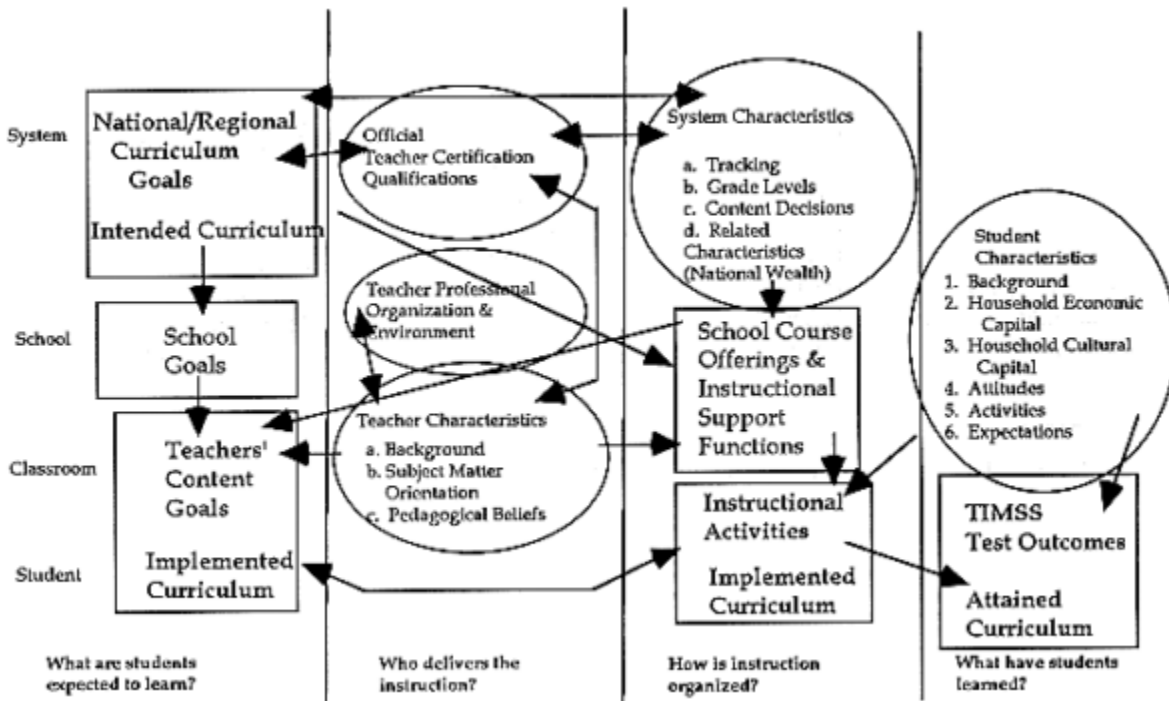 System
School
Classroom
Student
National/Regional
Curriculum
Goals
Intended Curriculum
School
Goals
Teachers'
Content
Goals
Implemented
Curriculum
What are students
expected to learn?
Official
Teacher Certification
Qualifications
Teacher Professional
Organization &
Environment
Teacher Characteristics
a. Background
b. Subject Matter
Orientation
c. Pedagogical Beliefs
Who delivers the
instruction?
System Characteristics
a. Tracking
b. Grade Levels
c. Content Decisions
d. Related
Characteristics
(National Wealth)
School Course
Offerings &
Instructional
Support
Functions
Instructional
Activities
Implemented
Curriculum
How is instruction
organized?
Student
Characteristics
1. Background
2. Household Economic
Capital
3. Household Cultural
Capital
4. Attitudes
5. Activities
6. Expectations
TIMSS
Test Outcomes
Attained
Curriculum
What have students
learned?